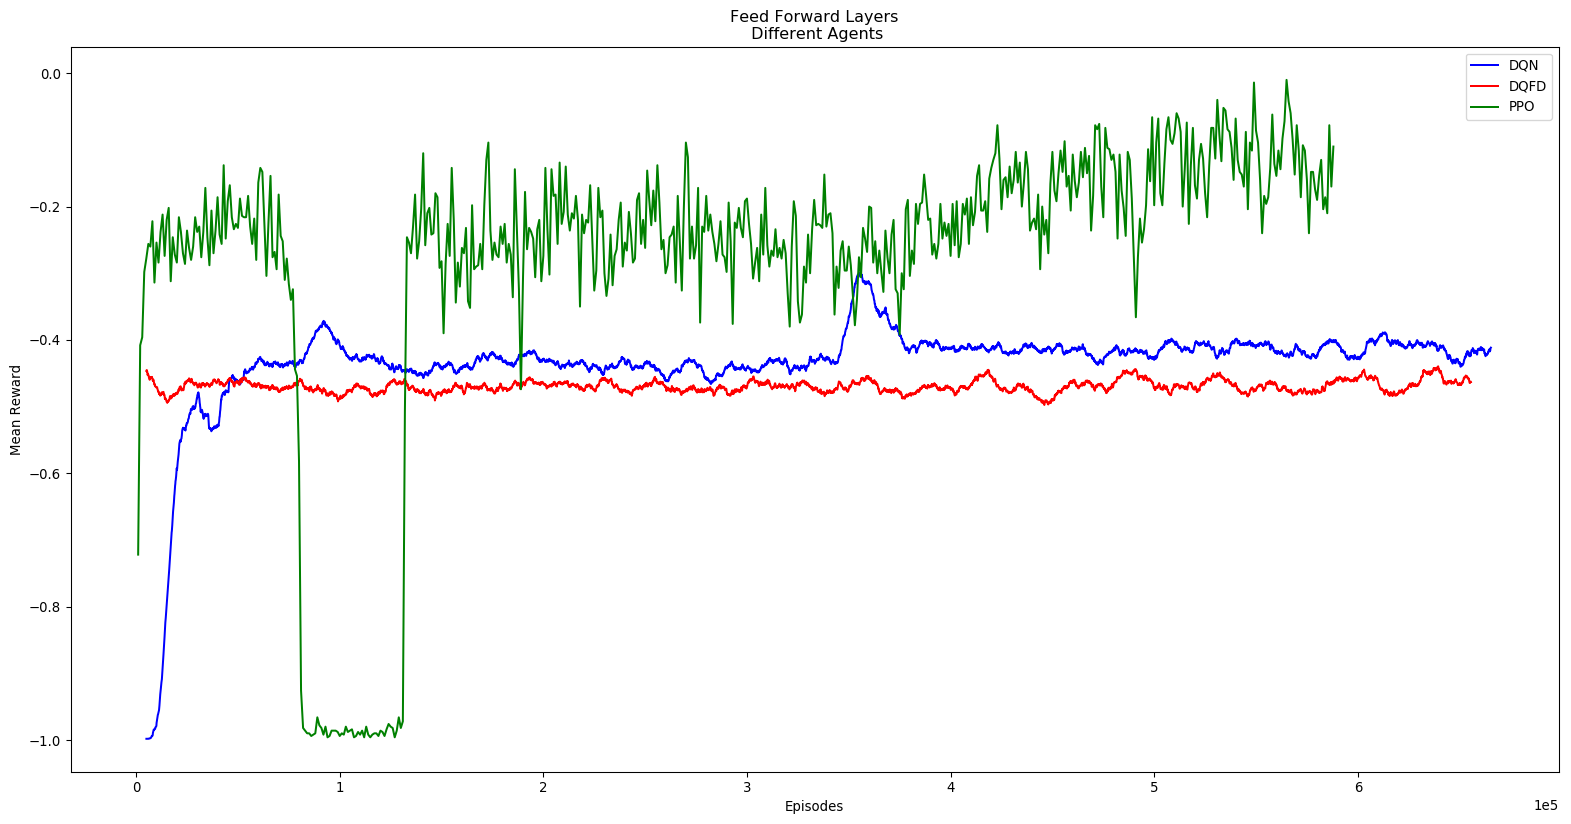 Feed Forward Layers
Different Agents
DQN
DQFD
PPO
Mean Reward
0.0
−0.2
−0.4
−0.6
−0.8
−1.0
0 1 2 3 4 5 6
1e5
Episodes